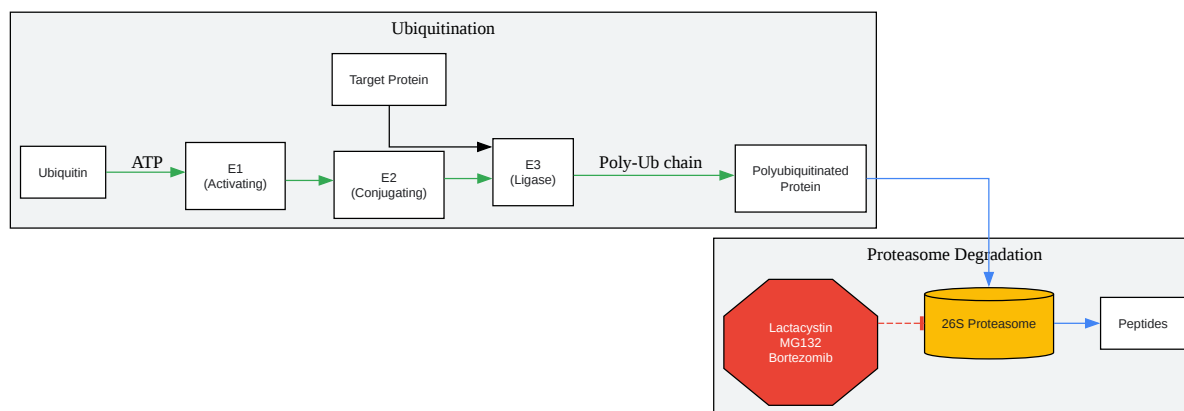 Ubiquitination
Target Protein
Ubiquitin
ATP
E1
(Activating)
E2
(Conjugating)
E3
(Ligase)
Poly-Ub chain
Polyubiquitinated
Protein
Proteasome Degradation
Lactacystin
MG132
Bortezomib
26S Proteasome
Peptides